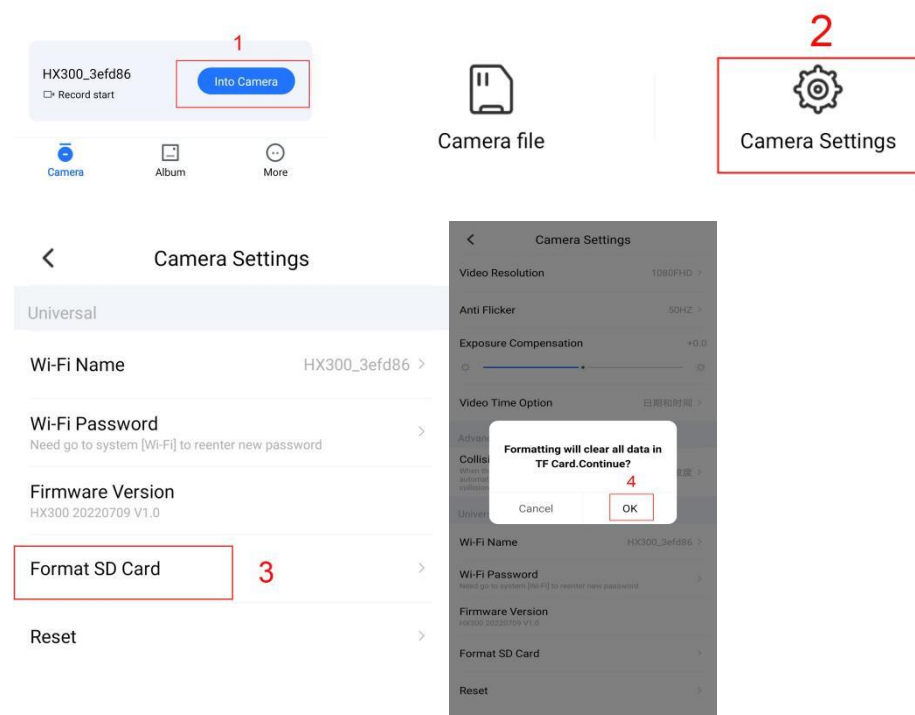 1
HX300_3efd86
Into Camera
Record start
Camera
Album
More
2
Camera file
Camera Settings
Camera Settings
Universal
Wi-Fi Name
HX300_3efd86
Wi-Fi Password
Need go to system [Wi-Fi] to reenter new password
Firmware Version
HX300 20220709 V1.0
Format SD Card
3
Reset
Camera Settings
Video Resolution
1080FHD
Anti Flicker
50HZ
Exposure Compensation
+0.0
Video Time Option
日期和时间
Formatting will clear all data in
TF Card.Continue?
4
Cancel
OK
Wi-Fi Name
HX300_3efd86
Wi-Fi Password
Need go to system [Wi-Fi] to reenter new password
Firmware Version
HX300 20220709 V1.0
Format SD Card
Reset